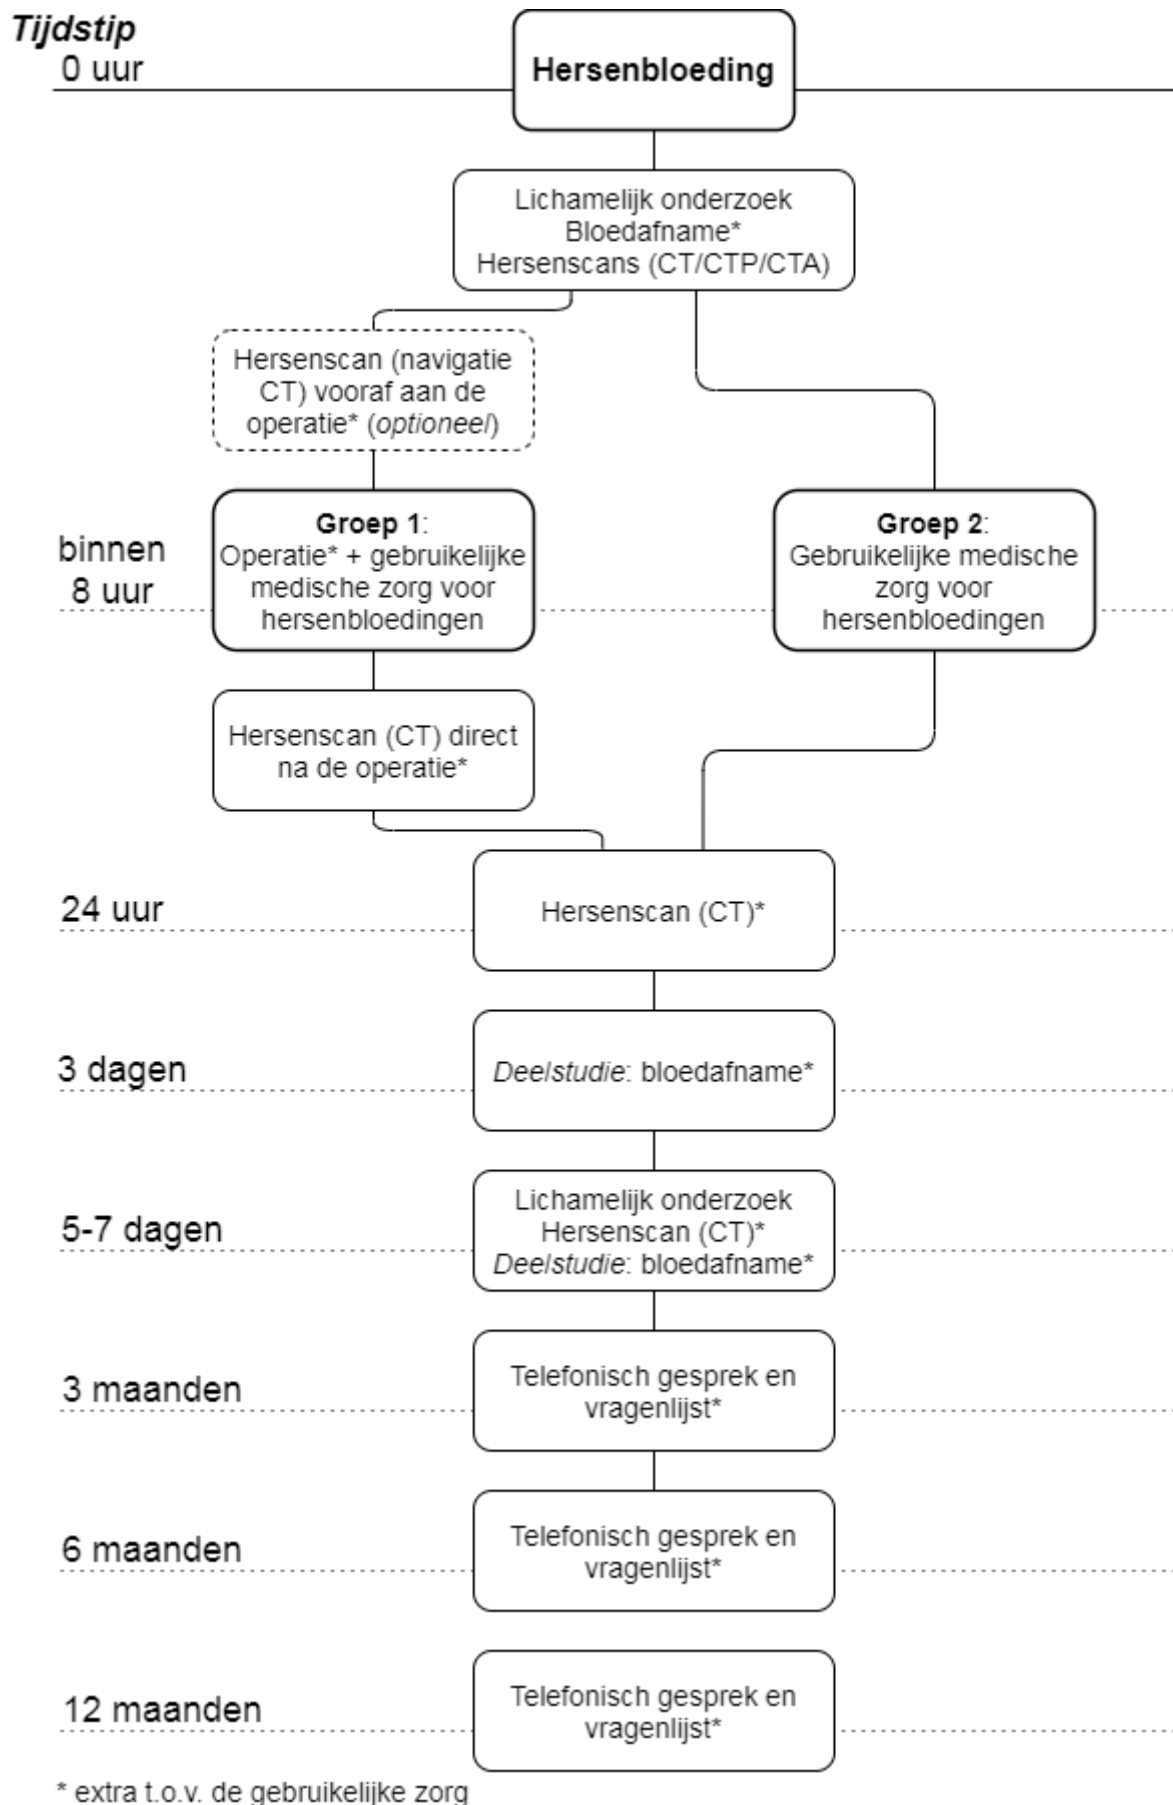 Tijdstip
0 uur
Hersenbloeding
Lichamelijk onderzoek
Bloedafname*
Hersenscans (CT/CTP/CTA)
Hersenscan (navigatie
CT) vooraf aan de
operatie* (optioneel)
binnen
8 uur
Groep 1:
Operatie* + gebruikelijke
medische zorg voor
hersenbloedingen
Groep 2:
Gebruikelijke medische
zorg voor
hersenbloedingen
Hersenscan (CT) direct
na de operatie*
24 uur
Hersenscan (CT)*
3 dagen
Deelstudie: bloedafname*
5-7 dagen
Lichamelijk onderzoek
Hersenscan (CT)*
Deelstudie: bloedafname*
3 maanden
Telefonisch gesprek en
vragenlijst*
6 maanden
Telefonisch gesprek en
vragenlijst*
12 maanden
Telefonisch gesprek en
vragenlijst*
* extra t.o.v. de gebruikelijke zorg